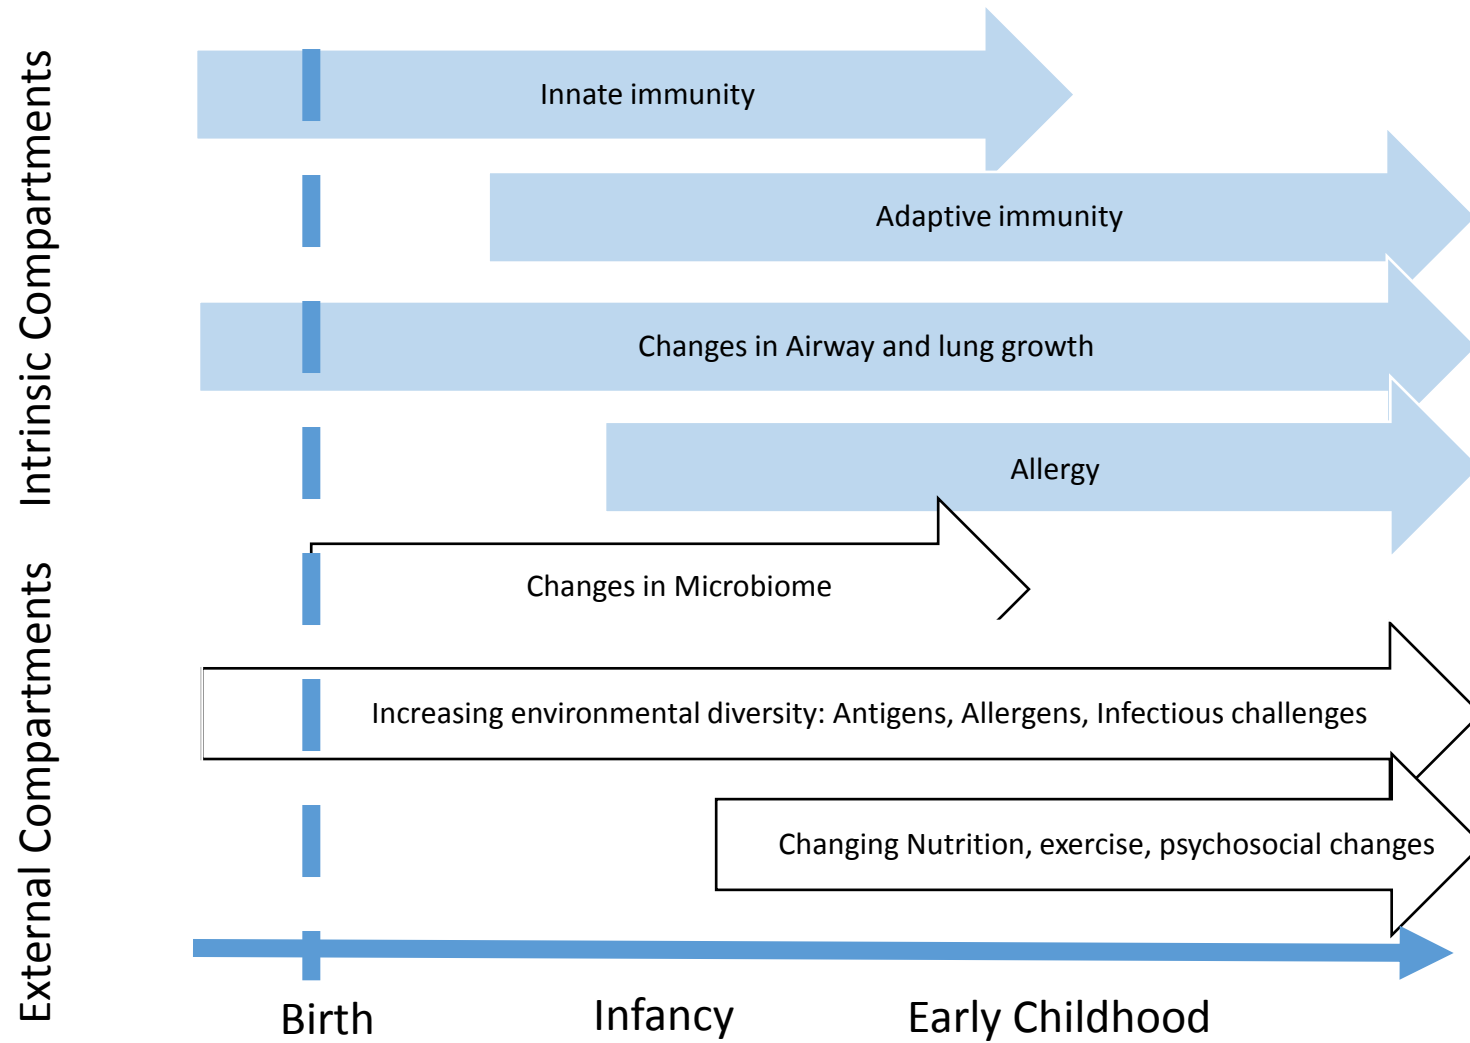 Intrinsic Compartments
Innate immunity
Adaptive immunity
Changes in Airway and lung growth
Allergy
External Compartments
Changes in Microbiome
Increasing environmental diversity: Antigens, Allergens, Infectious challenges
Changing Nutrition, exercise, psychosocial changes
Birth
Infancy
Early Childhood